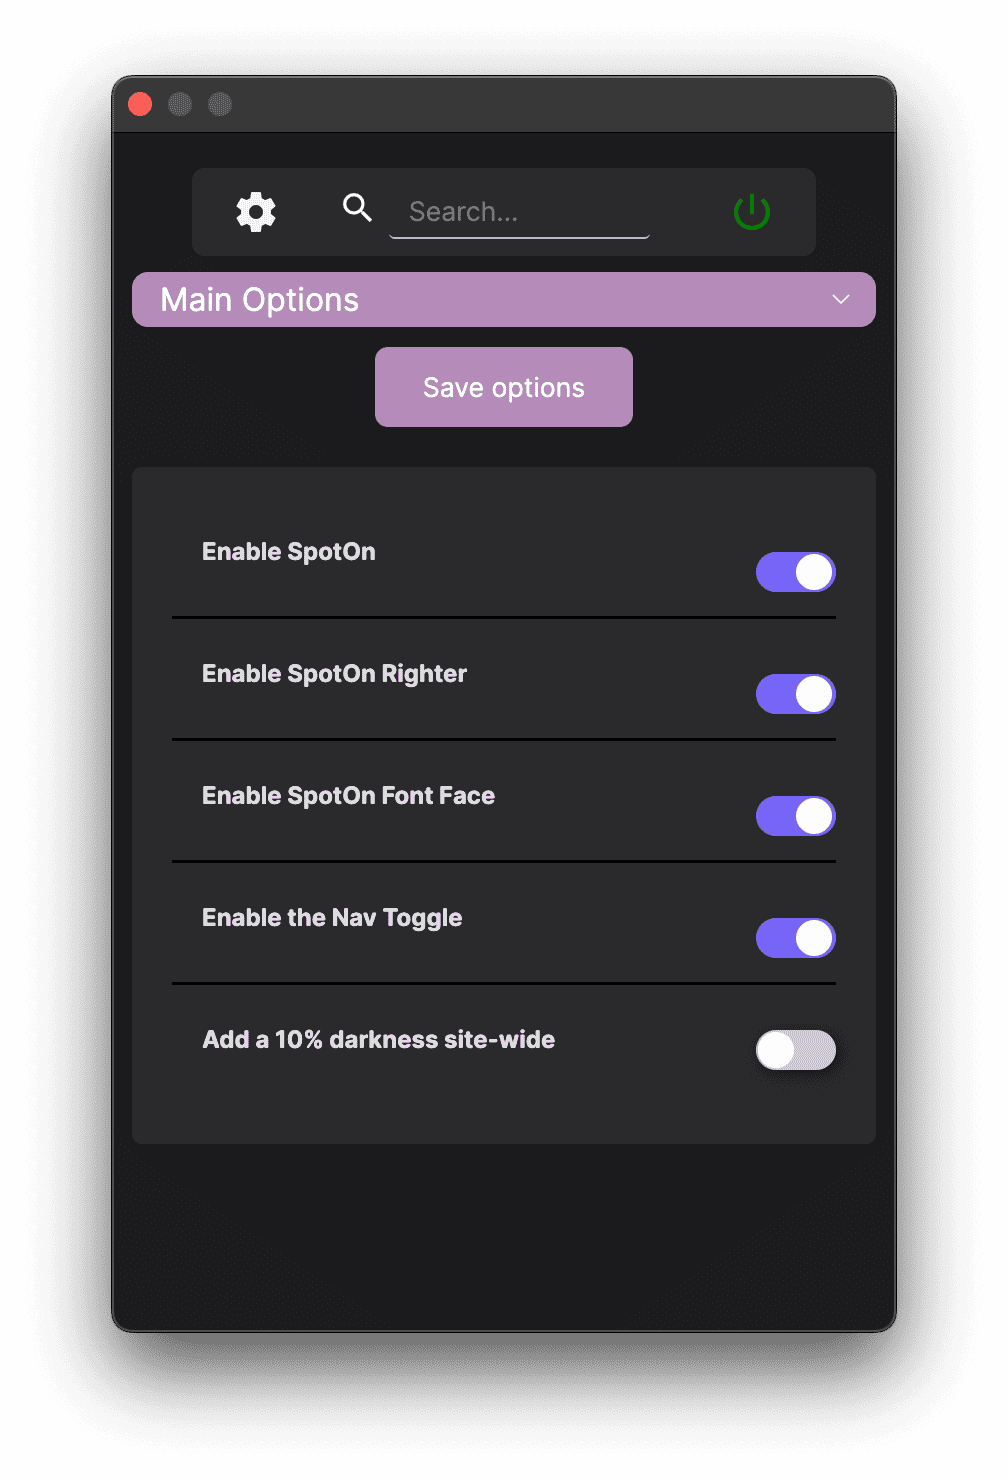 Search...
Main Options
Save options
Enable SpotOn
Enable SpotOn Righter
Enable SpotOn Font Face
Enable the Nav Toggle
Add a 10% darkness site-wide